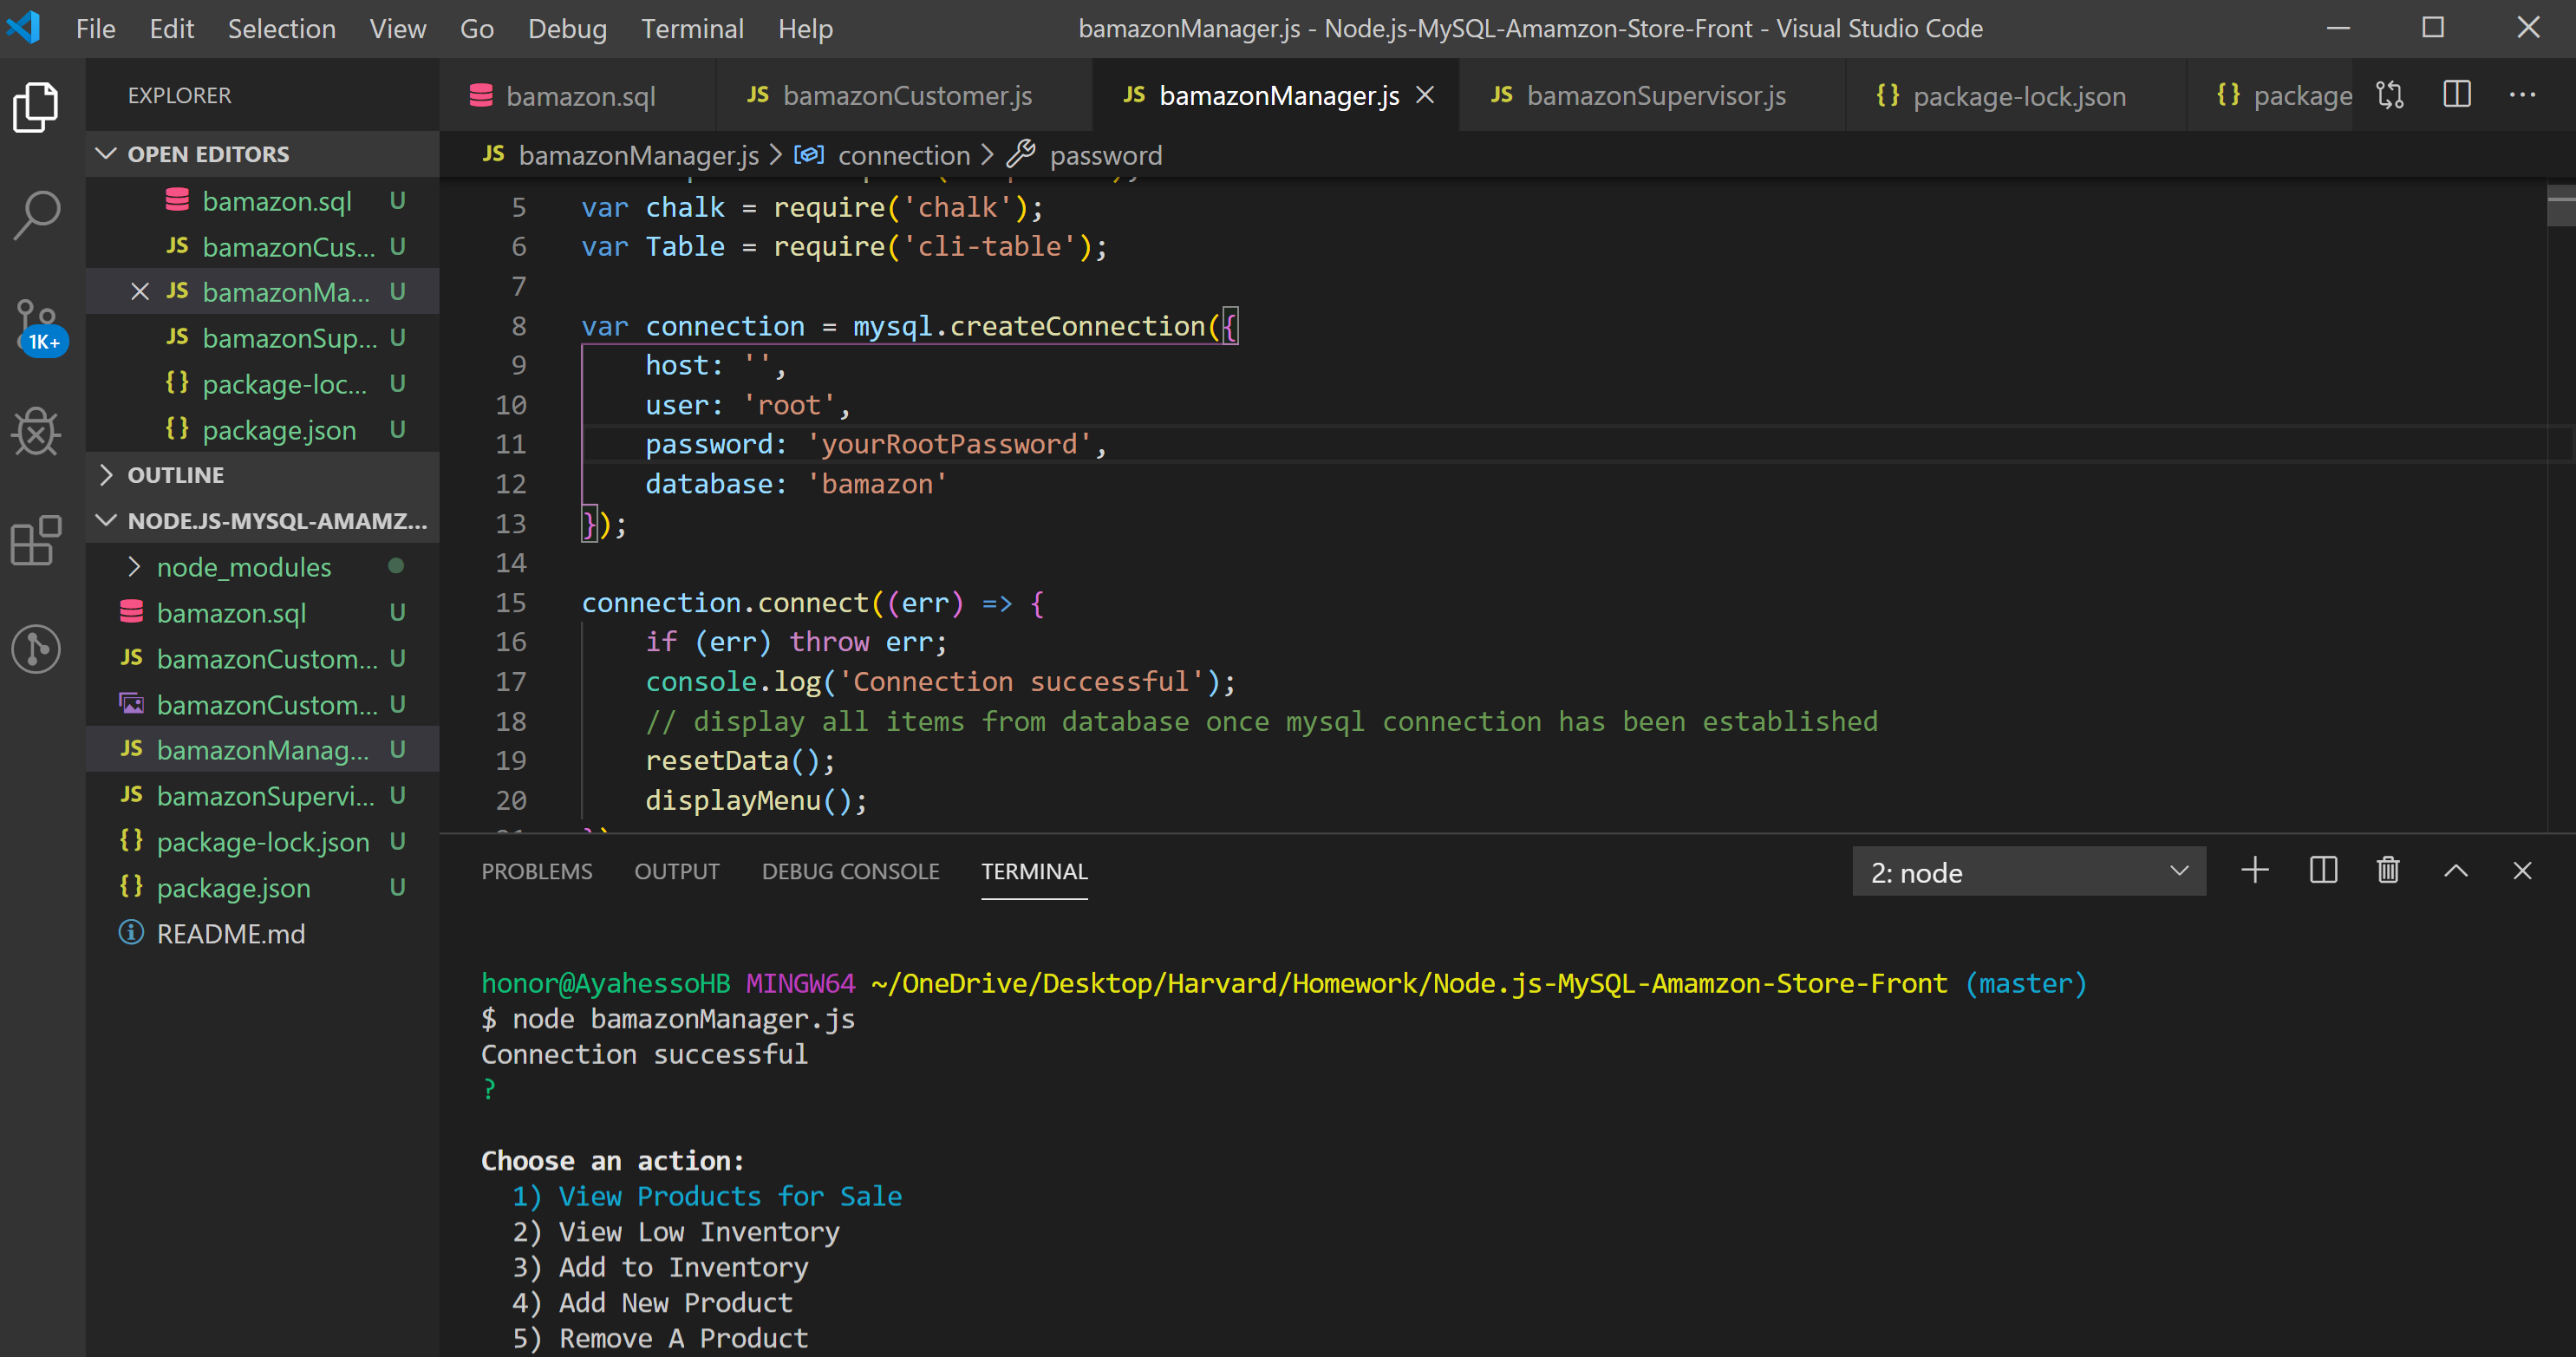 File Edit Selection View Go Debug Terminal Help bamazonManager.js - Node.js-MySQL-Amamzon-Store-Front - Visual Studio Code
EXPLORER
bamazon.sql JS bamazonCustomer.js JS bamazonManager.js JS bamazonSupervisor.js {} package-lock.json {} package
OPEN EDITORS
JS bamazonManager.js > connection > password
bamazon.sql U
JS bamazonCus... U
JS bamazonMa... U
JS bamazonSup... U
{} package-loc... U
{} package.json U
OUTLINE
NODE.JS-MYSQL-AMAMZ...
node_modules
bamazon.sql U
JS bamazonCustom... U
bamazonCustom... U
JS bamazonManag... U
JS bamazonSupervi... U
{} package-lock.json U
{} package.json U
README.md
1K+
5 var chalk = require('chalk');
6 var Table = require('cli-table');
7
8 var connection = mysql.createConnection({
9 host: '',
10 user: 'root',
11 password: 'yourRootPassword',
12 database: 'bamazon'
13 });
14
15 connection.connect((err) => {
16 if (err) throw err;
17 console.log('Connection successful');
18 // display all items from database once mysql connection has been established
19 resetData();
20 displayMenu();
PROBLEMS OUTPUT DEBUG CONSOLE TERMINAL 2: node
honor@AyahessoHB MINGW64 ~/OneDrive/Desktop/Harvard/Homework/Node.js-MySQL-Amamzon-Store-Front (master)
$ node bamazonManager.js
Connection successful
?
Choose an action:
1) View Products for Sale
2) View Low Inventory
3) Add to Inventory
4) Add New Product
5) Remove A Product